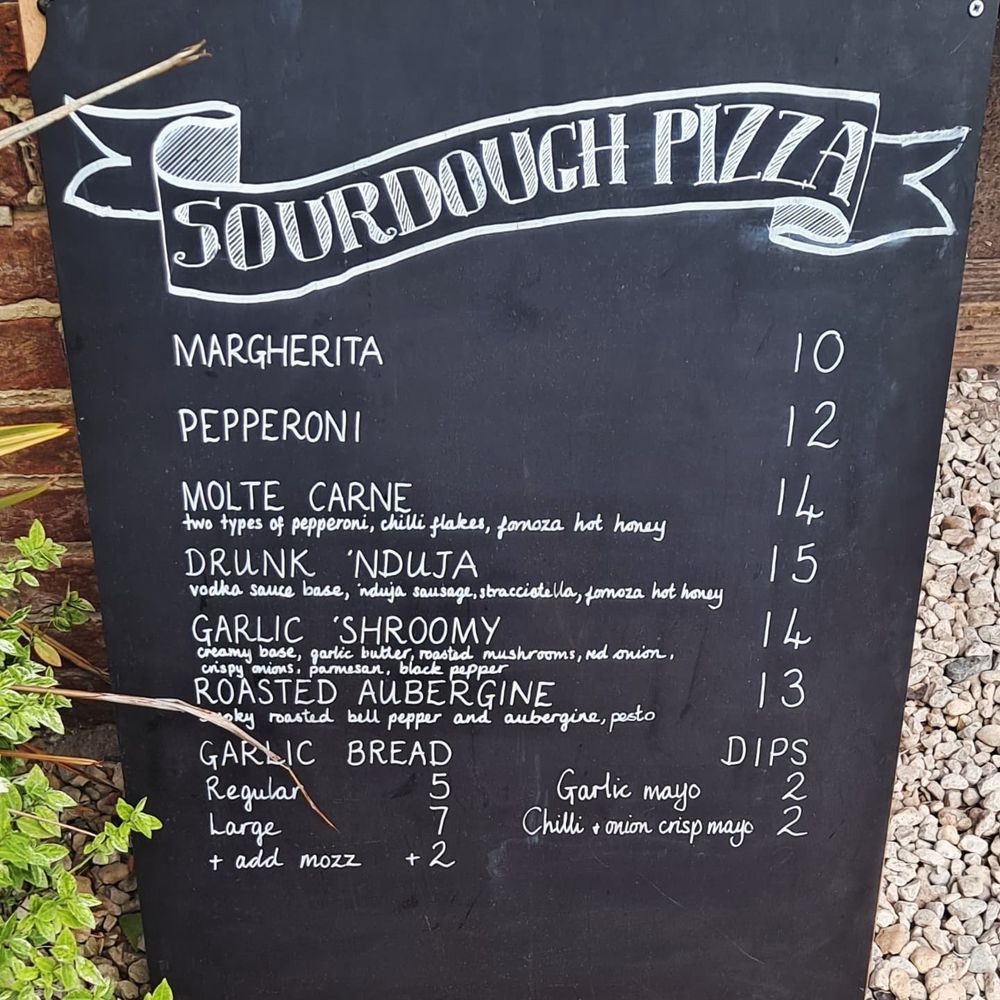 SOURDOUGH PIZZA
MARGHERITA 10
PEPPERONI 12
MOLTE CARNE 14
two types of pepperoni, chilli flakes, fornoza hot honey
DRUNK 'NDUJA 15
vodka sauce base, 'nduja sausage, stracciatella, fornoza hot honey
GARLIC 'SHROOMY 14
creamy base, garlic butter, roasted mushrooms, red onion,
crispy onions, parmesan, black pepper
ROASTED AUBERGINE 13
smoky roasted bell pepper and aubergine, pesto
GARLIC BREAD DIPS
Regular 5 Garlic mayo 2
Large 7 Chilli + onion crisp mayo 2
+ add mozz +2